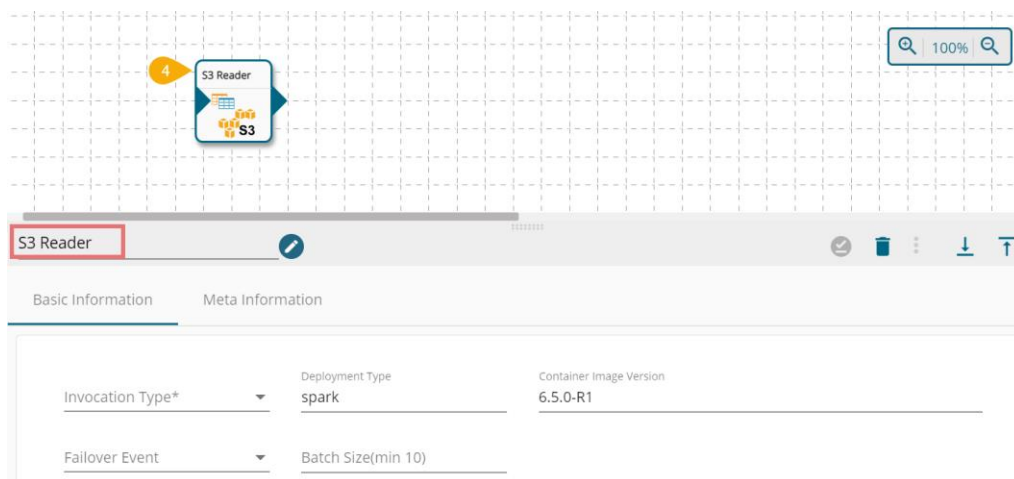 4
S3 Reader
S3
100%
S3 Reader
Basic Information Meta Information
Deployment Type Container Image Version
Invocation Type* spark 6.5.0-R1
Failover Event Batch Size(min 10)